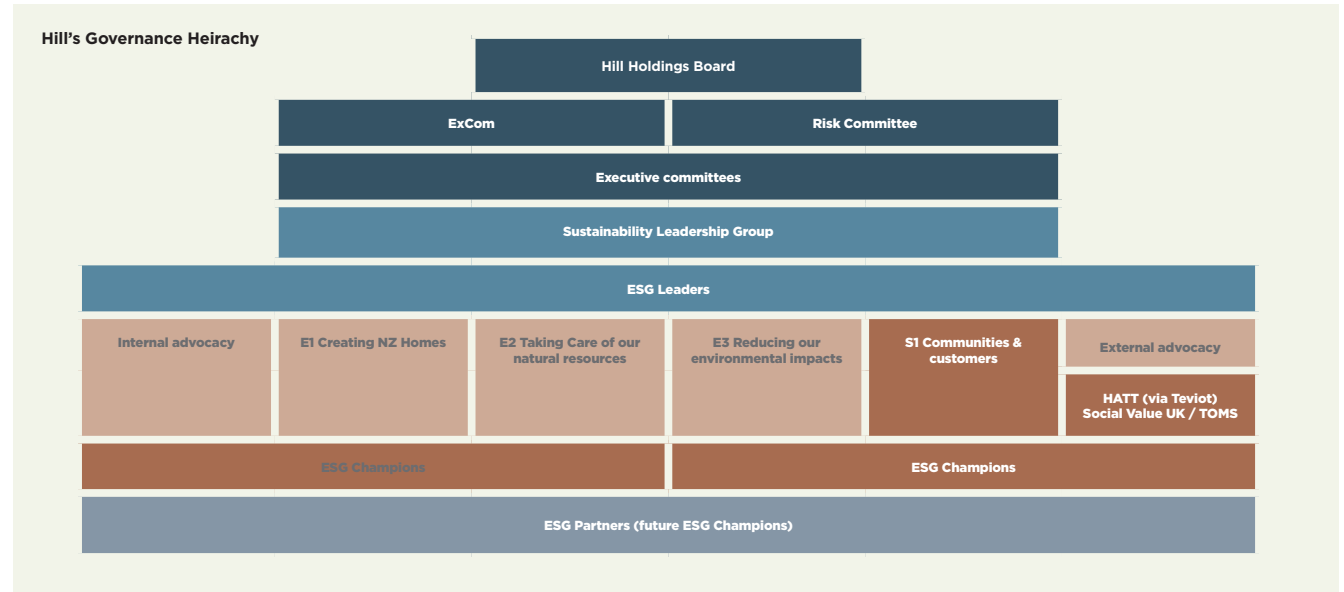 Hill's Governance Heirachy
Hill Holdings Board
ExCom
Risk Committee
Executive committees
Sustainability Leadership Group
ESG Leaders
Internal advocacy
E1 Creating NZ Homes
E2 Taking Care of our
natural resources
E3 Reducing our
environmental impacts
S1 Communities &
customers
External advocacy
HATT (via Teviot)
Social Value UK / TOMS
ESG Champions
ESG Champions
ESG Partners (future ESG Champions)